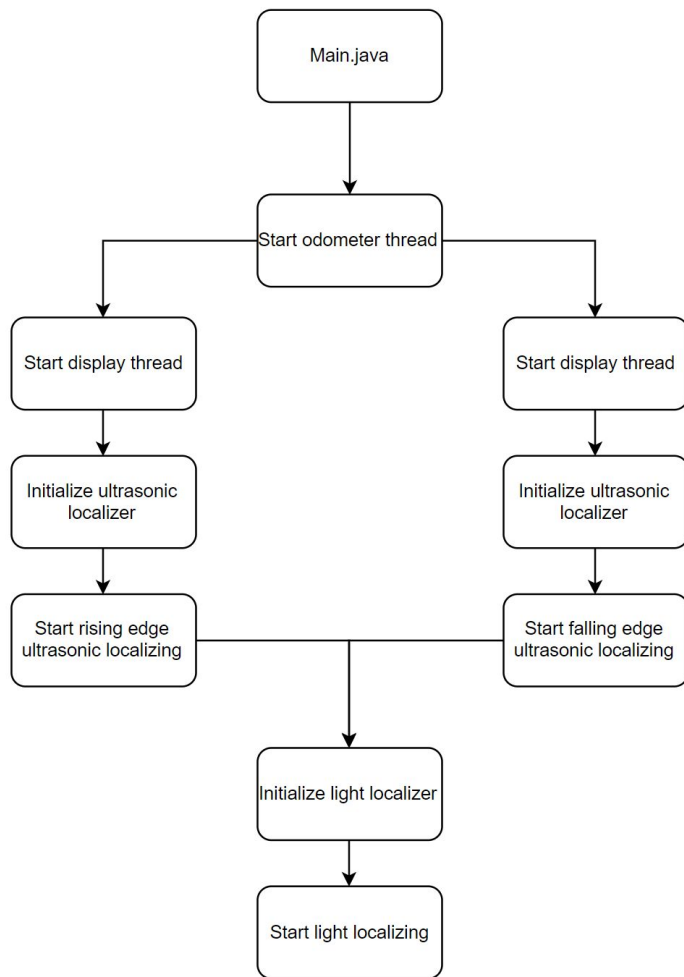 Main.java
Start odometer thread
Start display thread
Start display thread
Initialize ultrasonic
localizer
Initialize ultrasonic
localizer
Start rising edge
ultrasonic localizing
Start falling edge
ultrasonic localizing
Initialize light localizer
Start light localizing